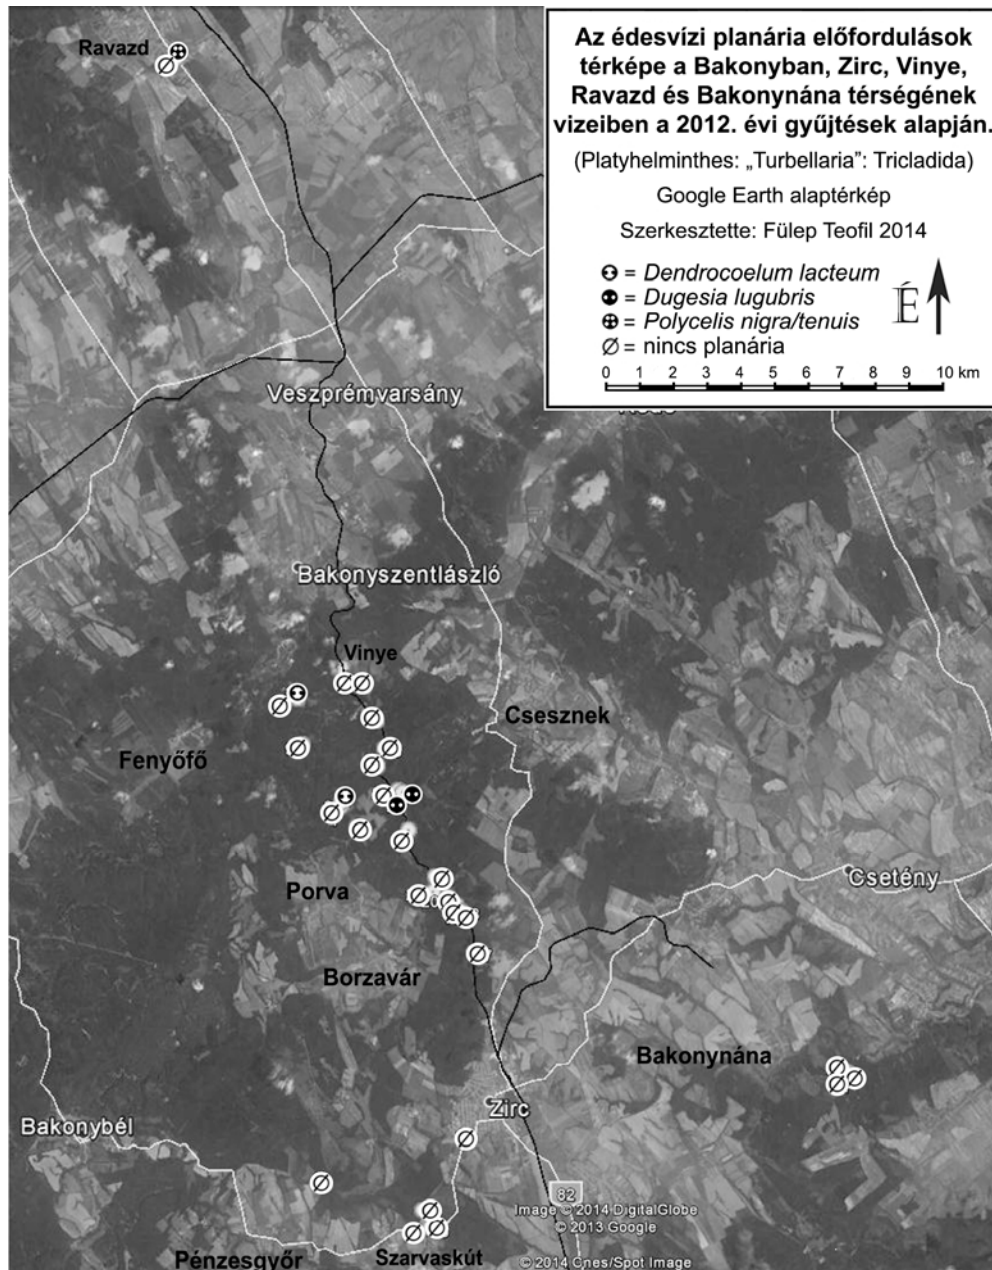 Ravazd
Az édesvízi planária előfordulások
térképe a Bakonyban, Zirc, Vinye,
Ravazd és Bakonynána térségének
vizeiben a 2012. évi gyűjtések alapján.
(Platyhelminthes: „Turbellaria”: Tricladida)
Google Earth alaptérkép
Szerkesztette: Fülep Teofil 2014
= Dendrocoelum lacteum
= Dugesia lugubris
= Polycelis nigra/tenuis
= nincs planária
É
0 1 2 3 4 5 6 7 8 9 10 km
Veszprémvarsány
Bakonyszentlászló
Vinye
Csesznek
Fenyőfő
Csetény
Porva
Borzavár
Bakonynána
Zirc
Bakonybél
82
Image © 2014 DigitalGlobe
© 2013 Google
Pénzesgyőr
Szarvaskút
© 2014 Cnes/Spot Image